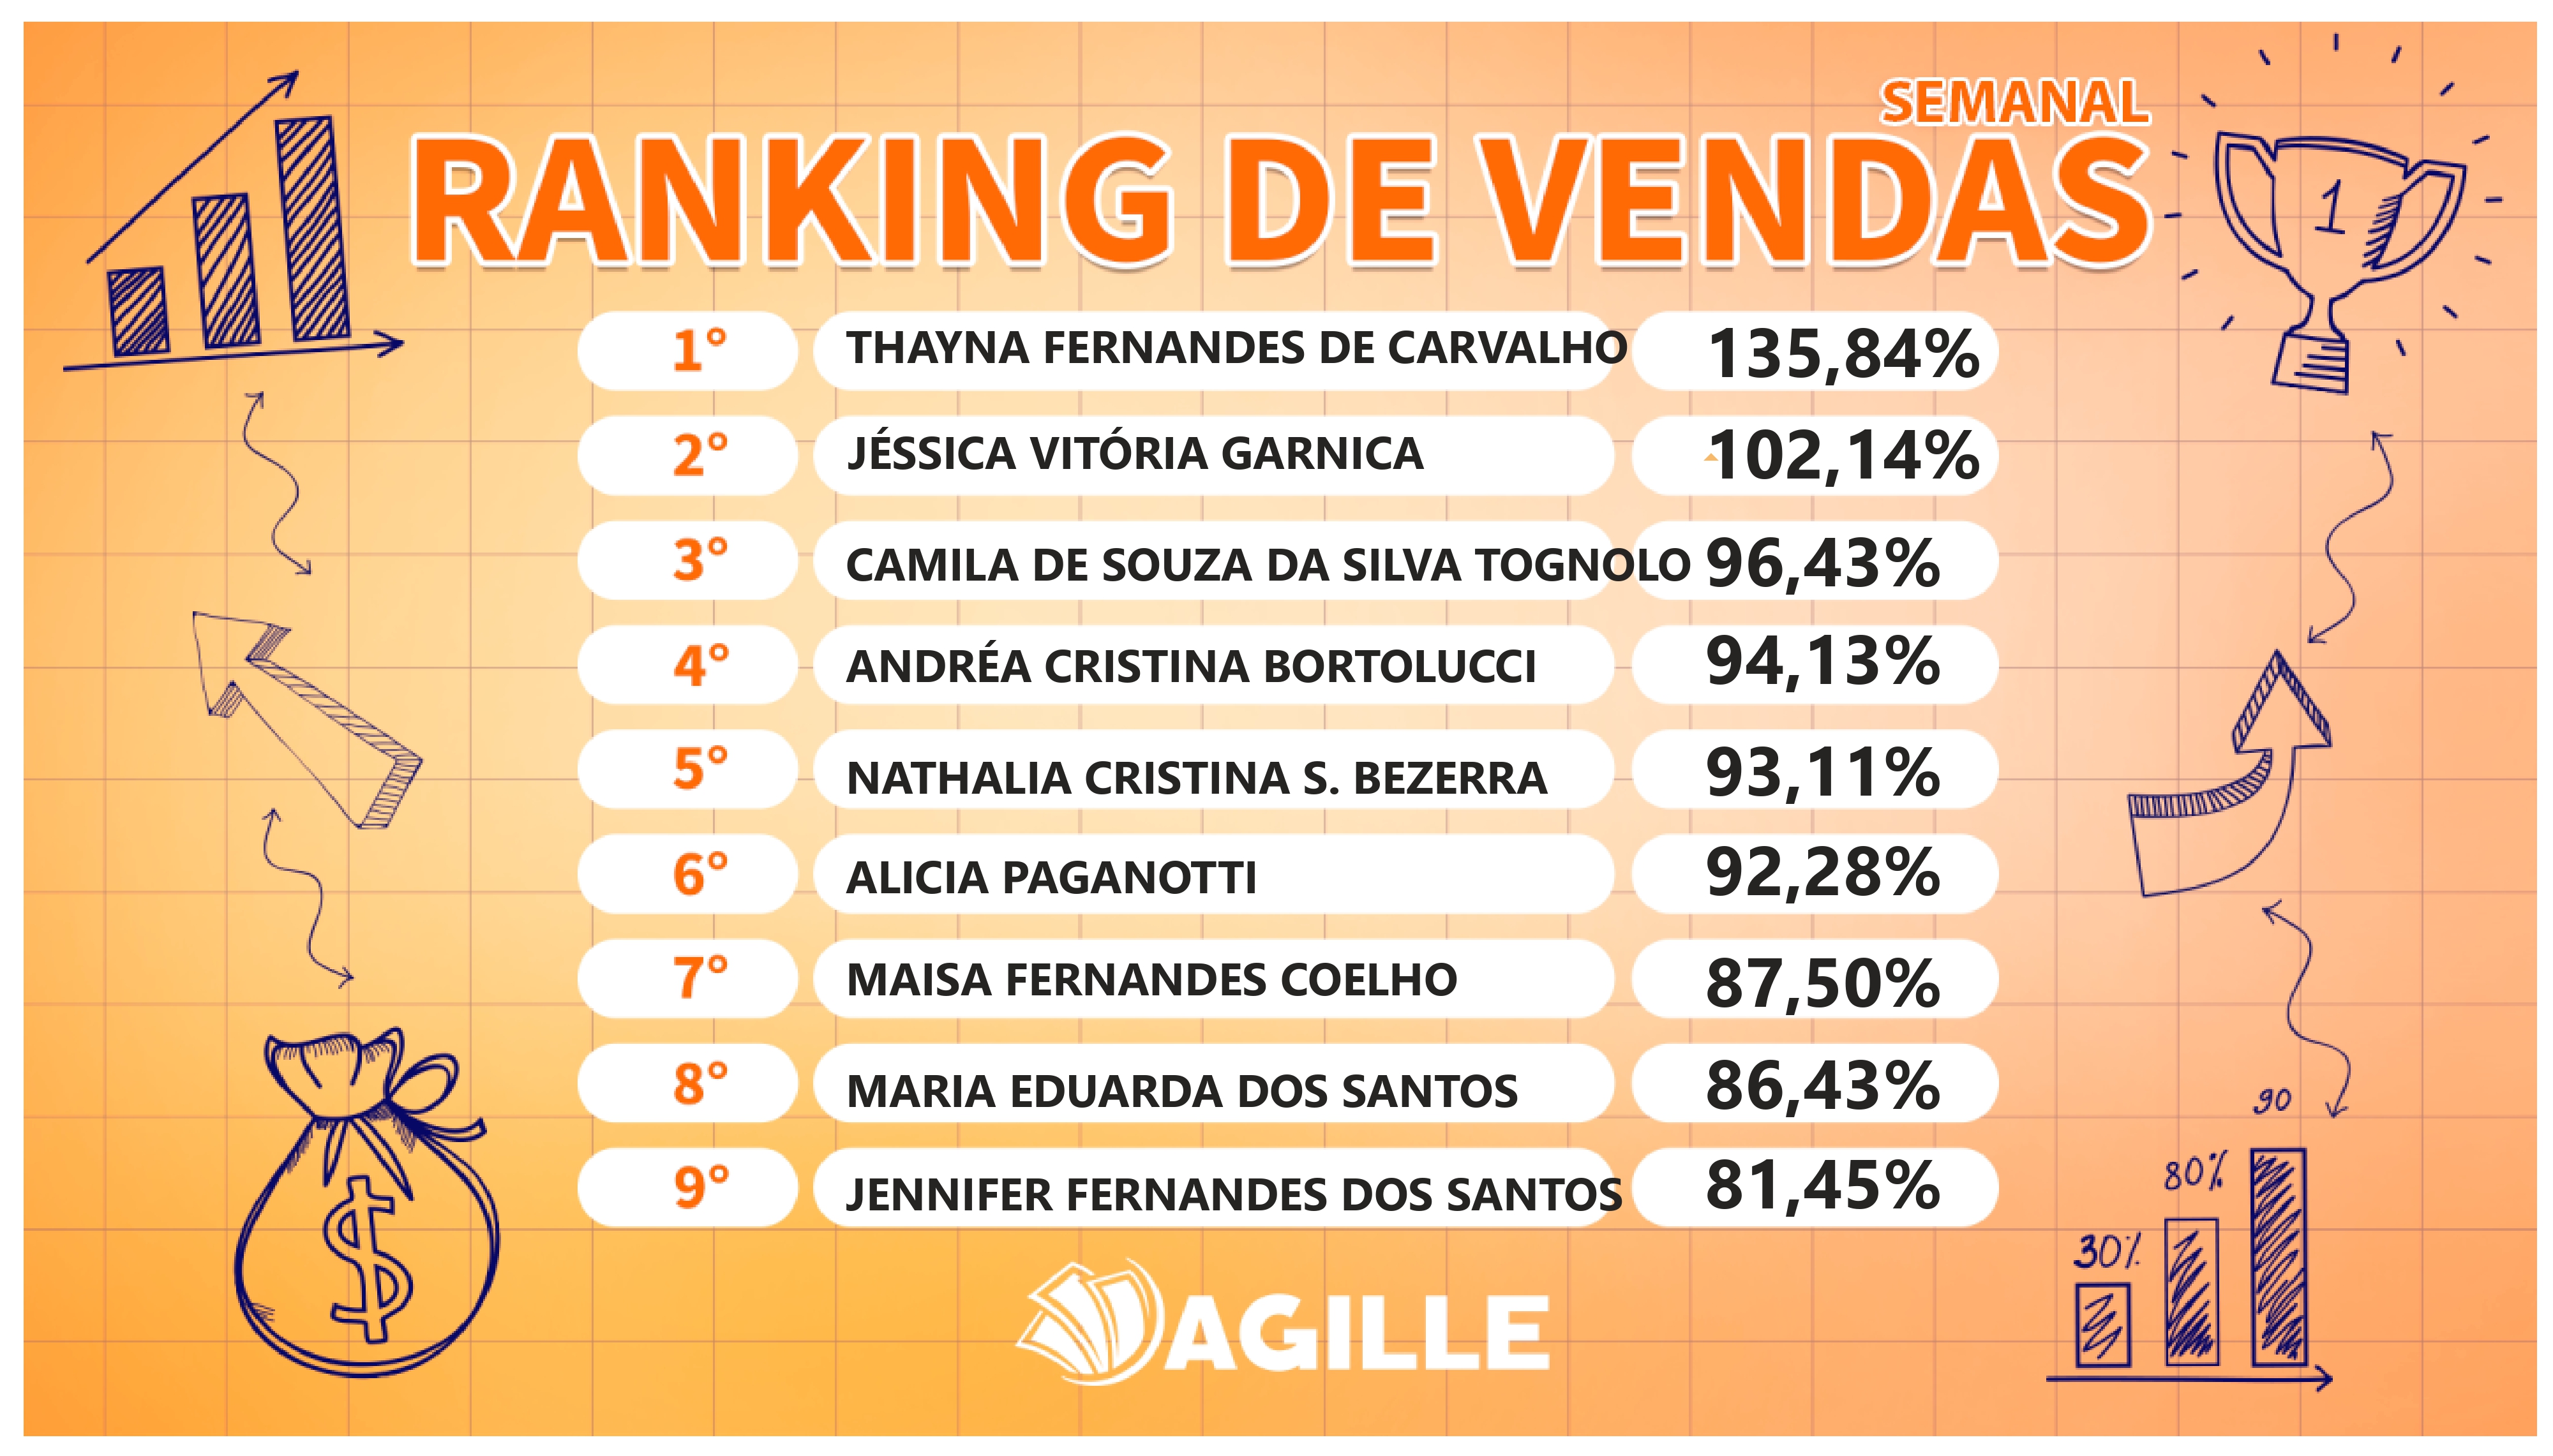 SEMANAL
RANKING DE VENDAS
1
1° THAYNA FERNANDES DE CARVALHO 135,84%
2° JÉSSICA VITÓRIA GARNICA 102,14%
3° CAMILA DE SOUZA DA SILVA TOGNOLO 96,43%
4° ANDRÉA CRISTINA BORTOLUCCI 94,13%
5° NATHALIA CRISTINA S. BEZERRA 93,11%
6° ALICIA PAGANOTTI 92,28%
7° MAISA FERNANDES COELHO 87,50%
8° MARIA EDUARDA DOS SANTOS 86,43%
9° JENNIFER FERNANDES DOS SANTOS 81,45%
90
80%
30%
$
AGILLE